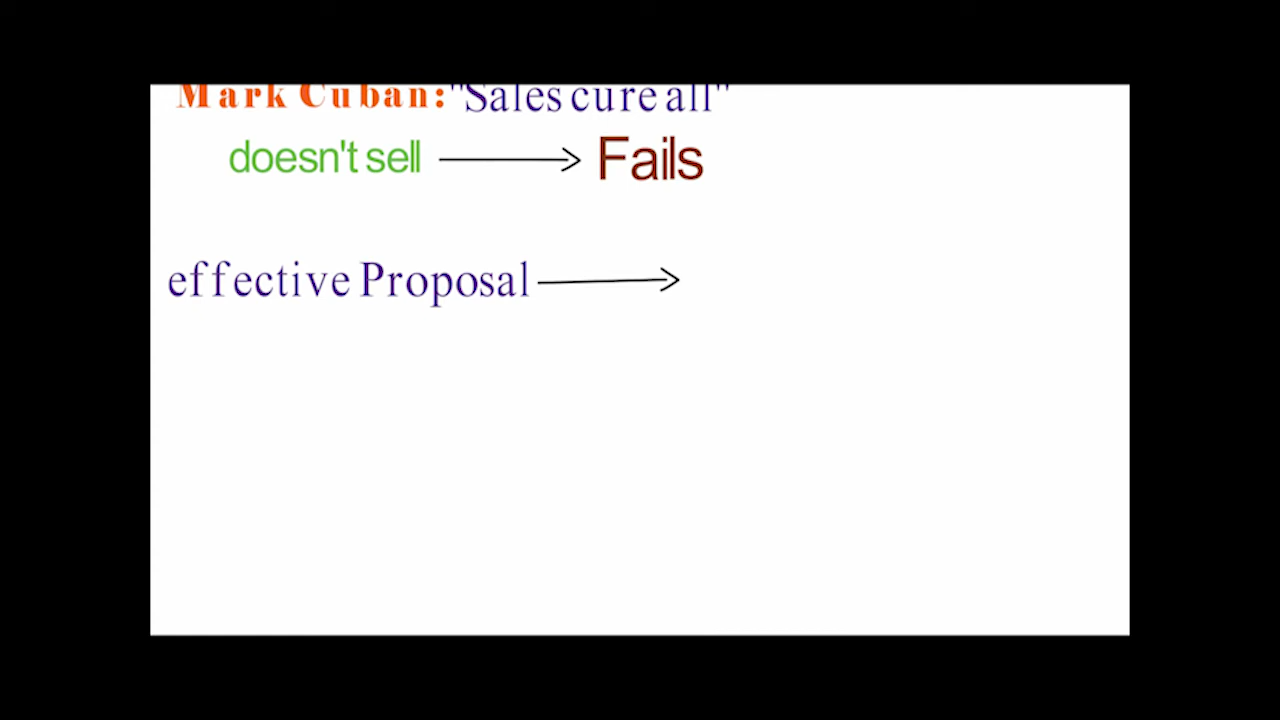 Mark Cuban: "Sales cure all"
doesn't sell → Fails
effective Proposal →